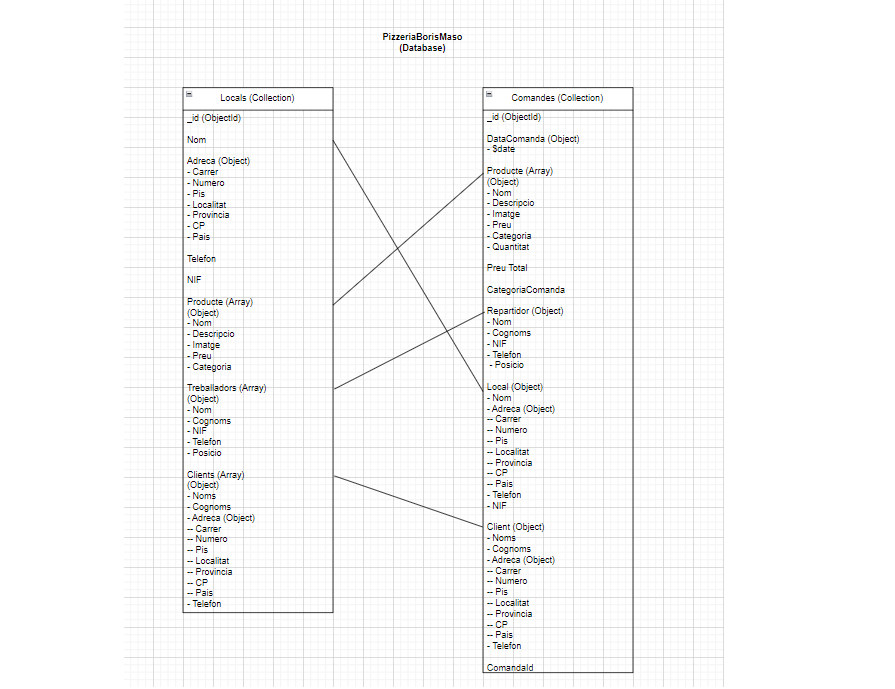 PizzeriaBorisMaso
(Database)
Locals (Collection)
_id (ObjectId)
Nom
Adreca (Object)
- Carrer
- Numero
- Pis
- Localitat
- Provincia
- CP
- Pais
Telefon
NIF
Producte (Array)
(Object)
- Nom
- Descripcio
- Imatge
- Preu
- Categoria
Treballadors (Array)
(Object)
- Nom
- Cognoms
- NIF
- Telefon
- Posicio
Clients (Array)
(Object)
- Noms
- Cognoms
- Adreca (Object)
-- Carrer
-- Numero
-- Pis
-- Localitat
-- Provincia
-- CP
-- Pais
- Telefon
Comandes (Collection)
_id (ObjectId)
DataComanda (Object)
- $date
Producte (Array)
(Object)
- Nom
- Descripcio
- Imatge
- Preu
- Categoria
- Quantitat
Preu Total
CategoriaComanda
Repartidor (Object)
- Nom
- Cognoms
- NIF
- Telefon
- Posicio
Local (Object)
- Nom
- Adreca (Object)
-- Carrer
-- Numero
-- Pis
-- Localitat
-- Provincia
-- CP
-- Pais
- Telefon
- NIF
Client (Object)
- Noms
- Cognoms
- Adreca (Object)
-- Carrer
-- Numero
-- Pis
-- Localitat
-- Provincia
-- CP
-- Pais
- Telefon
ComandaId